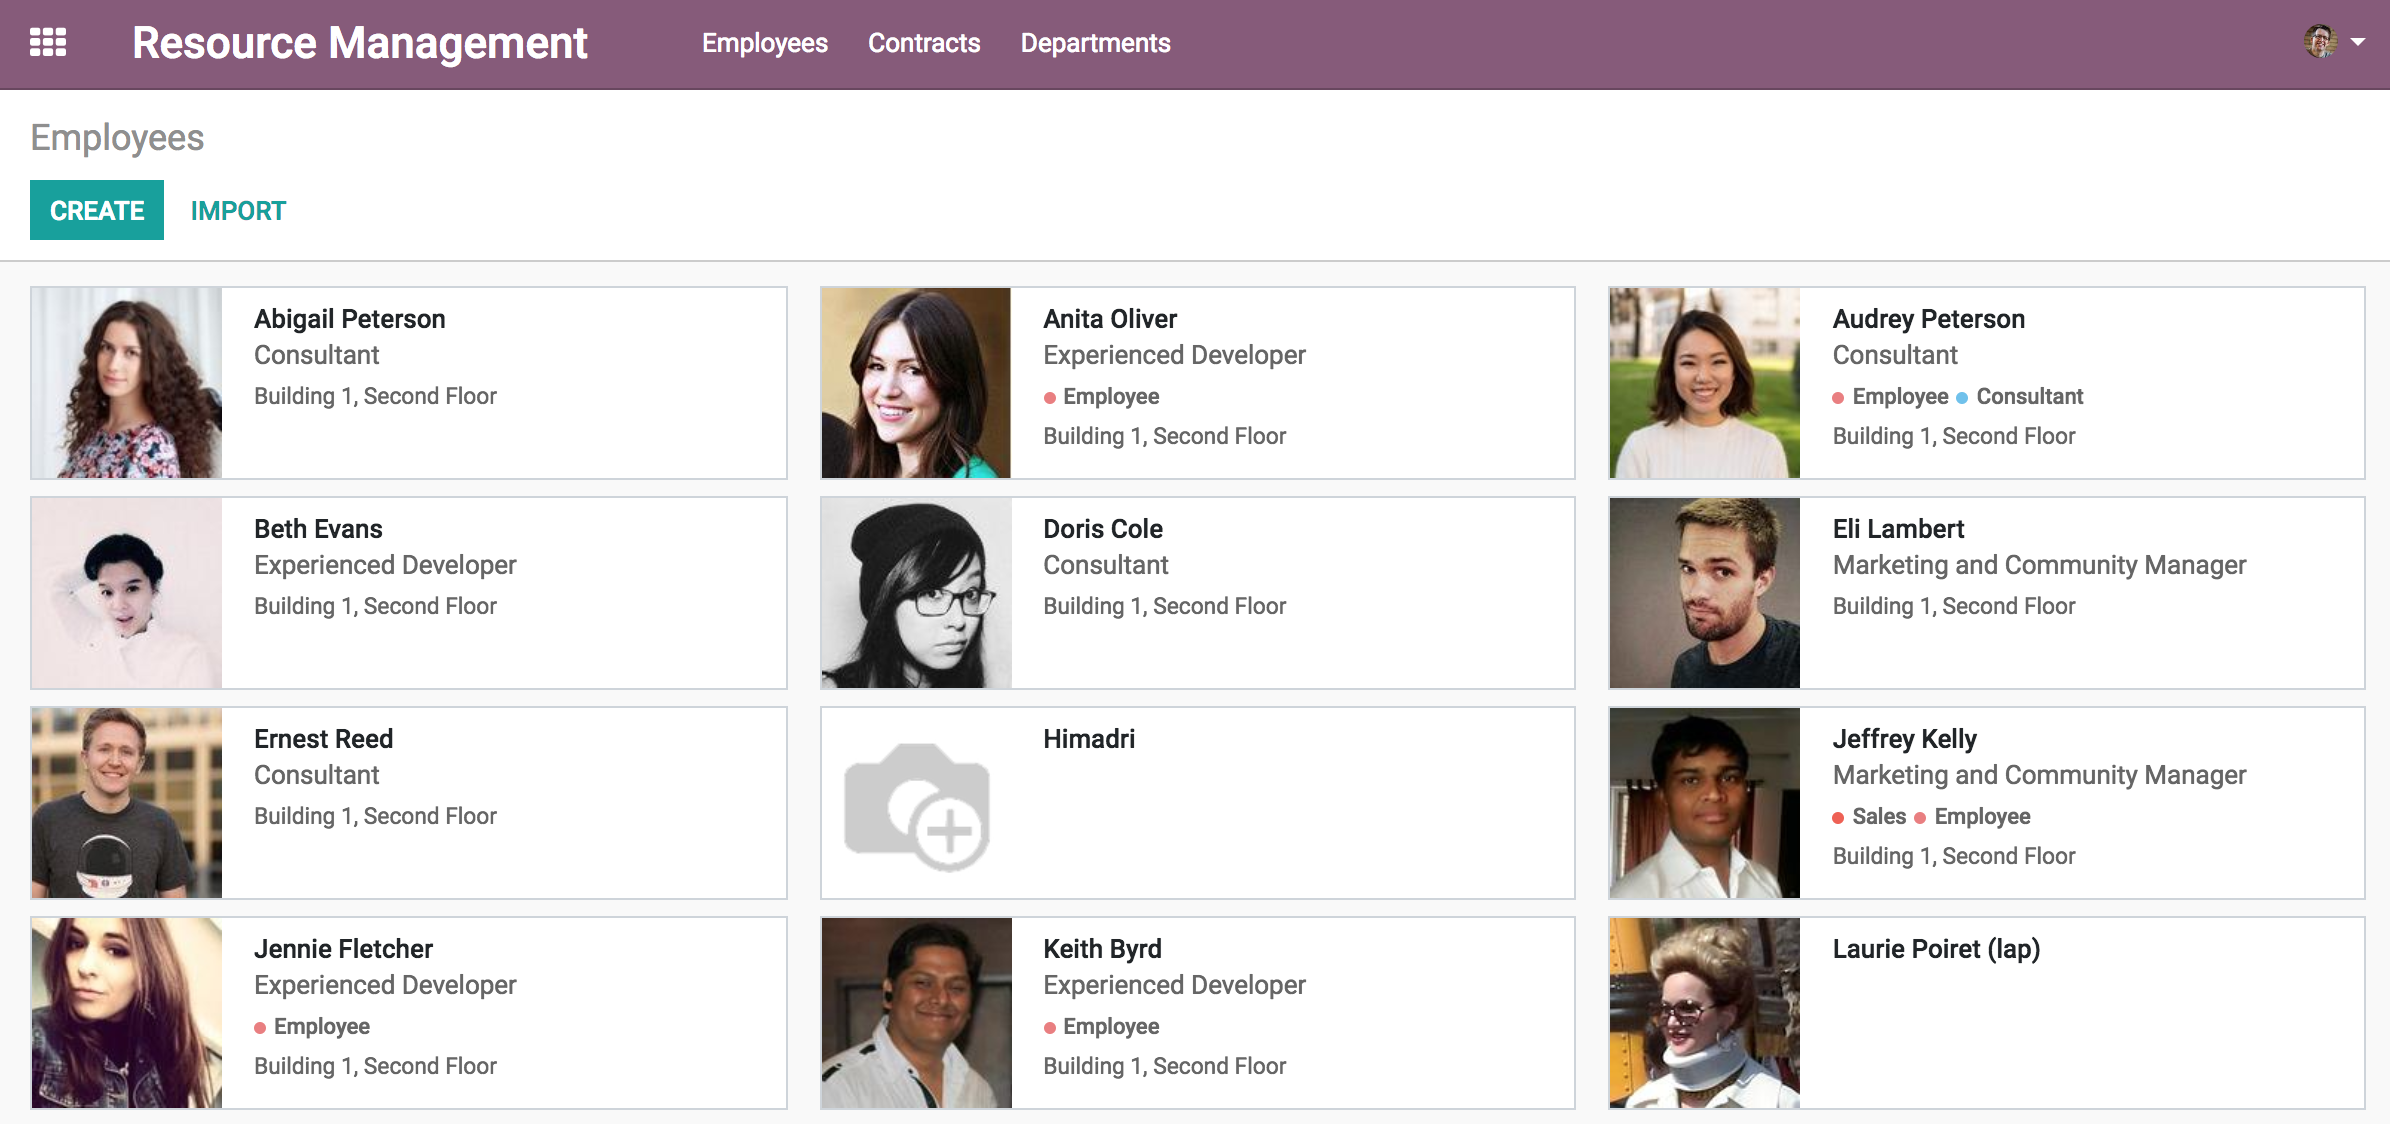 Resource Management
Employees
Contracts
Departments
Employees
CREATE
IMPORT
Abigail Peterson
Consultant
Building 1, Second Floor
Anita Oliver
Experienced Developer
Employee
Building 1, Second Floor
Audrey Peterson
Consultant
Employee Consultant
Building 1, Second Floor
Beth Evans
Experienced Developer
Building 1, Second Floor
Doris Cole
Consultant
Building 1, Second Floor
Eli Lambert
Marketing and Community Manager
Building 1, Second Floor
Ernest Reed
Consultant
Building 1, Second Floor
Himadri
Jeffrey Kelly
Marketing and Community Manager
Sales Employee
Building 1, Second Floor
Jennie Fletcher
Experienced Developer
Employee
Building 1, Second Floor
Keith Byrd
Experienced Developer
Employee
Building 1, Second Floor
Laurie Poiret (lap)